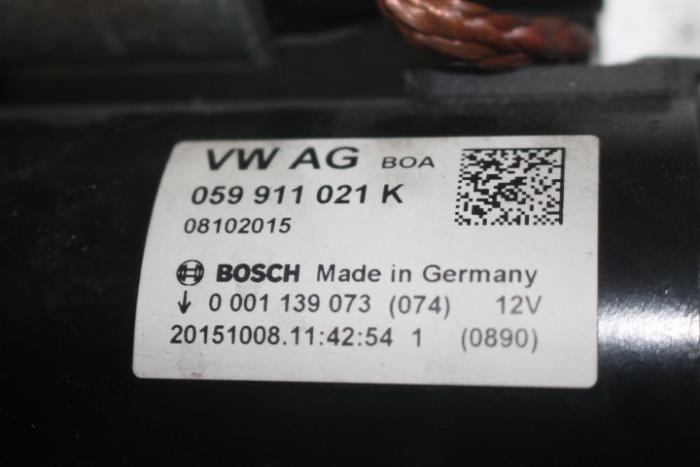 VW AG BOA
059 911 021 K
08102015
BOSCH Made in Germany
↓ 0 001 139 073 (074) 12V
20151008.11:42:54 1 (0890)